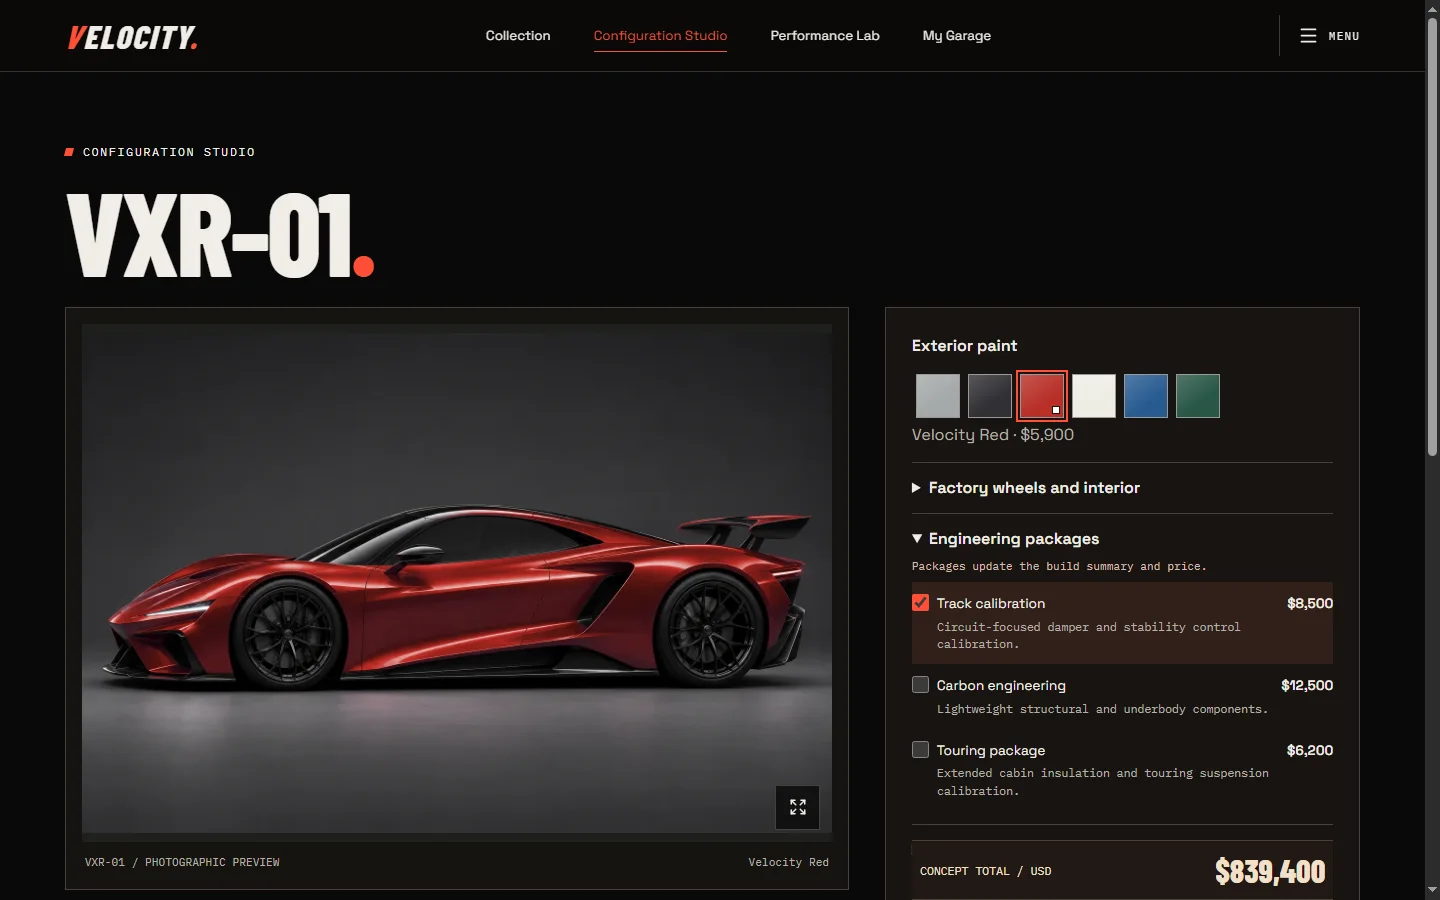 VELOCITY.
Collection
Configuration Studio
Performance Lab
My Garage
MENU
CONFIGURATION STUDIO
VXR-01.
Exterior paint
Velocity Red · $5,900
Factory wheels and interior
Engineering packages
Packages update the build summary and price.
Track calibration $8,500
Circuit-focused damper and stability control
calibration.
Carbon engineering $12,500
Lightweight structural and underbody components.
Touring package $6,200
Extended cabin insulation and touring suspension
calibration.
CONCEPT TOTAL / USD $839,400
VXR-01 / PHOTOGRAPHIC PREVIEW
Velocity Red